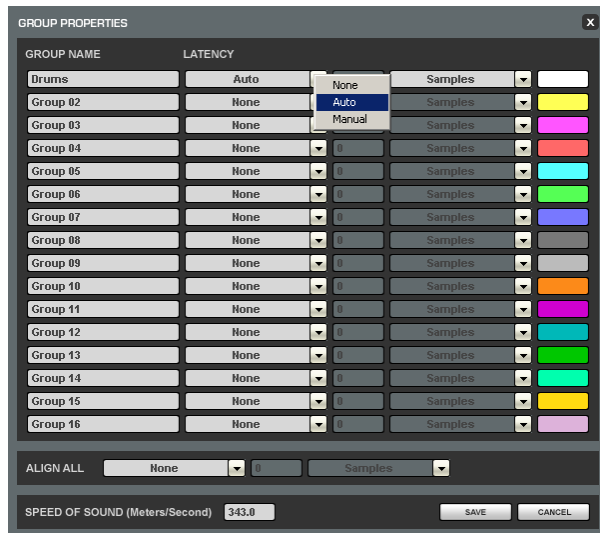 GROUP PROPERTIES X
GROUP NAME LATENCY
Drums Auto Samples
None
Auto
Manual
Group 02 None Samples
Group 03 None Samples
Group 04 None 0 Samples
Group 05 None 0 Samples
Group 06 None 0 Samples
Group 07 None 0 Samples
Group 08 None 0 Samples
Group 09 None 0 Samples
Group 10 None 0 Samples
Group 11 None 0 Samples
Group 12 None 0 Samples
Group 13 None 0 Samples
Group 14 None 0 Samples
Group 15 None 0 Samples
Group 16 None 0 Samples
ALIGN ALL None 0 Samples
SPEED OF SOUND (Meters/Second) 343.0 SAVE CANCEL